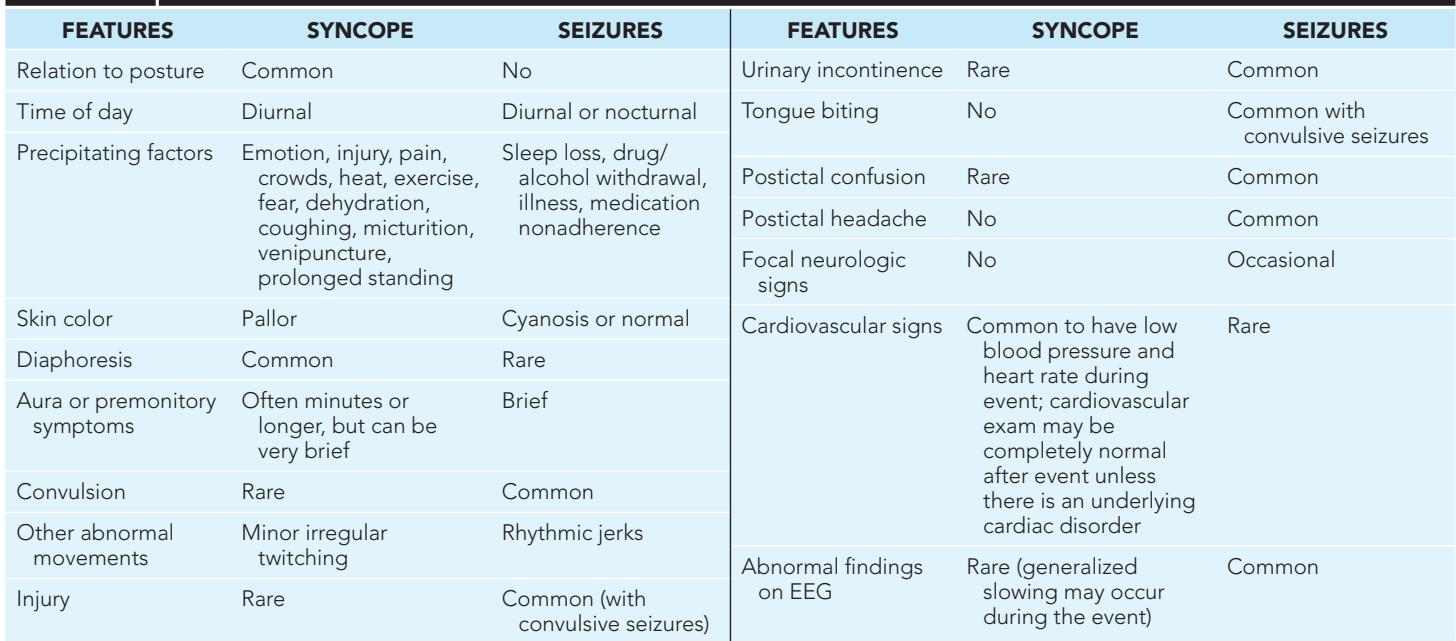 FEATURES SYNCOPE SEIZURES
Relation to posture Common No
Time of day Diurnal Diurnal or nocturnal
Precipitating factors Emotion, injury, pain, Sleep loss, drug/
crowds, heat, exercise, alcohol withdrawal,
fear, dehydration, illness, medication
coughing, micturition, nonadherence
venipuncture,
prolonged standing
Skin color Pallor Cyanosis or normal
Diaphoresis Common Rare
Aura or premonitory Often minutes or Brief
symptoms longer, but can be
very brief
Convulsion Rare Common
Other abnormal Minor irregular Rhythmic jerks
movements twitching
Injury Rare Common (with
convulsive seizures)
FEATURES SYNCOPE SEIZURES
Urinary incontinence Rare Common
Tongue biting No Common with
convulsive seizures
Postictal confusion Rare Common
Postictal headache No Common
Focal neurologic No Occasional
signs
Cardiovascular signs Common to have low Rare
blood pressure and
heart rate during
event; cardiovascular
exam may be
completely normal
after event unless
there is an underlying
cardiac disorder
Abnormal findings Rare (generalized Common
on EEG slowing may occur
during the event)